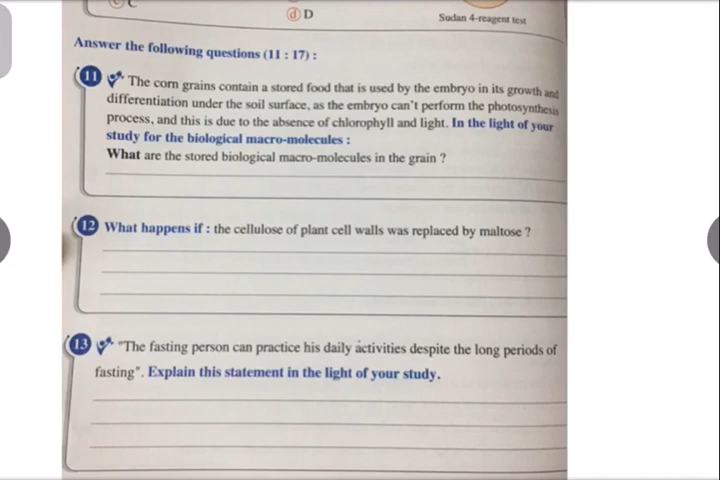 C
d D
Sudan 4-reagent test
Answer the following questions (11 : 17) :
11 The corn grains contain a stored food that is used by the embryo in its growth and
differentiation under the soil surface, as the embryo can't perform the photosynthesis
process, and this is due to the absence of chlorophyll and light. In the light of your
study for the biological macro-molecules :
What are the stored biological macro-molecules in the grain ?
12 What happens if : the cellulose of plant cell walls was replaced by maltose ?
13 "The fasting person can practice his daily activities despite the long periods of
fasting". Explain this statement in the light of your study.